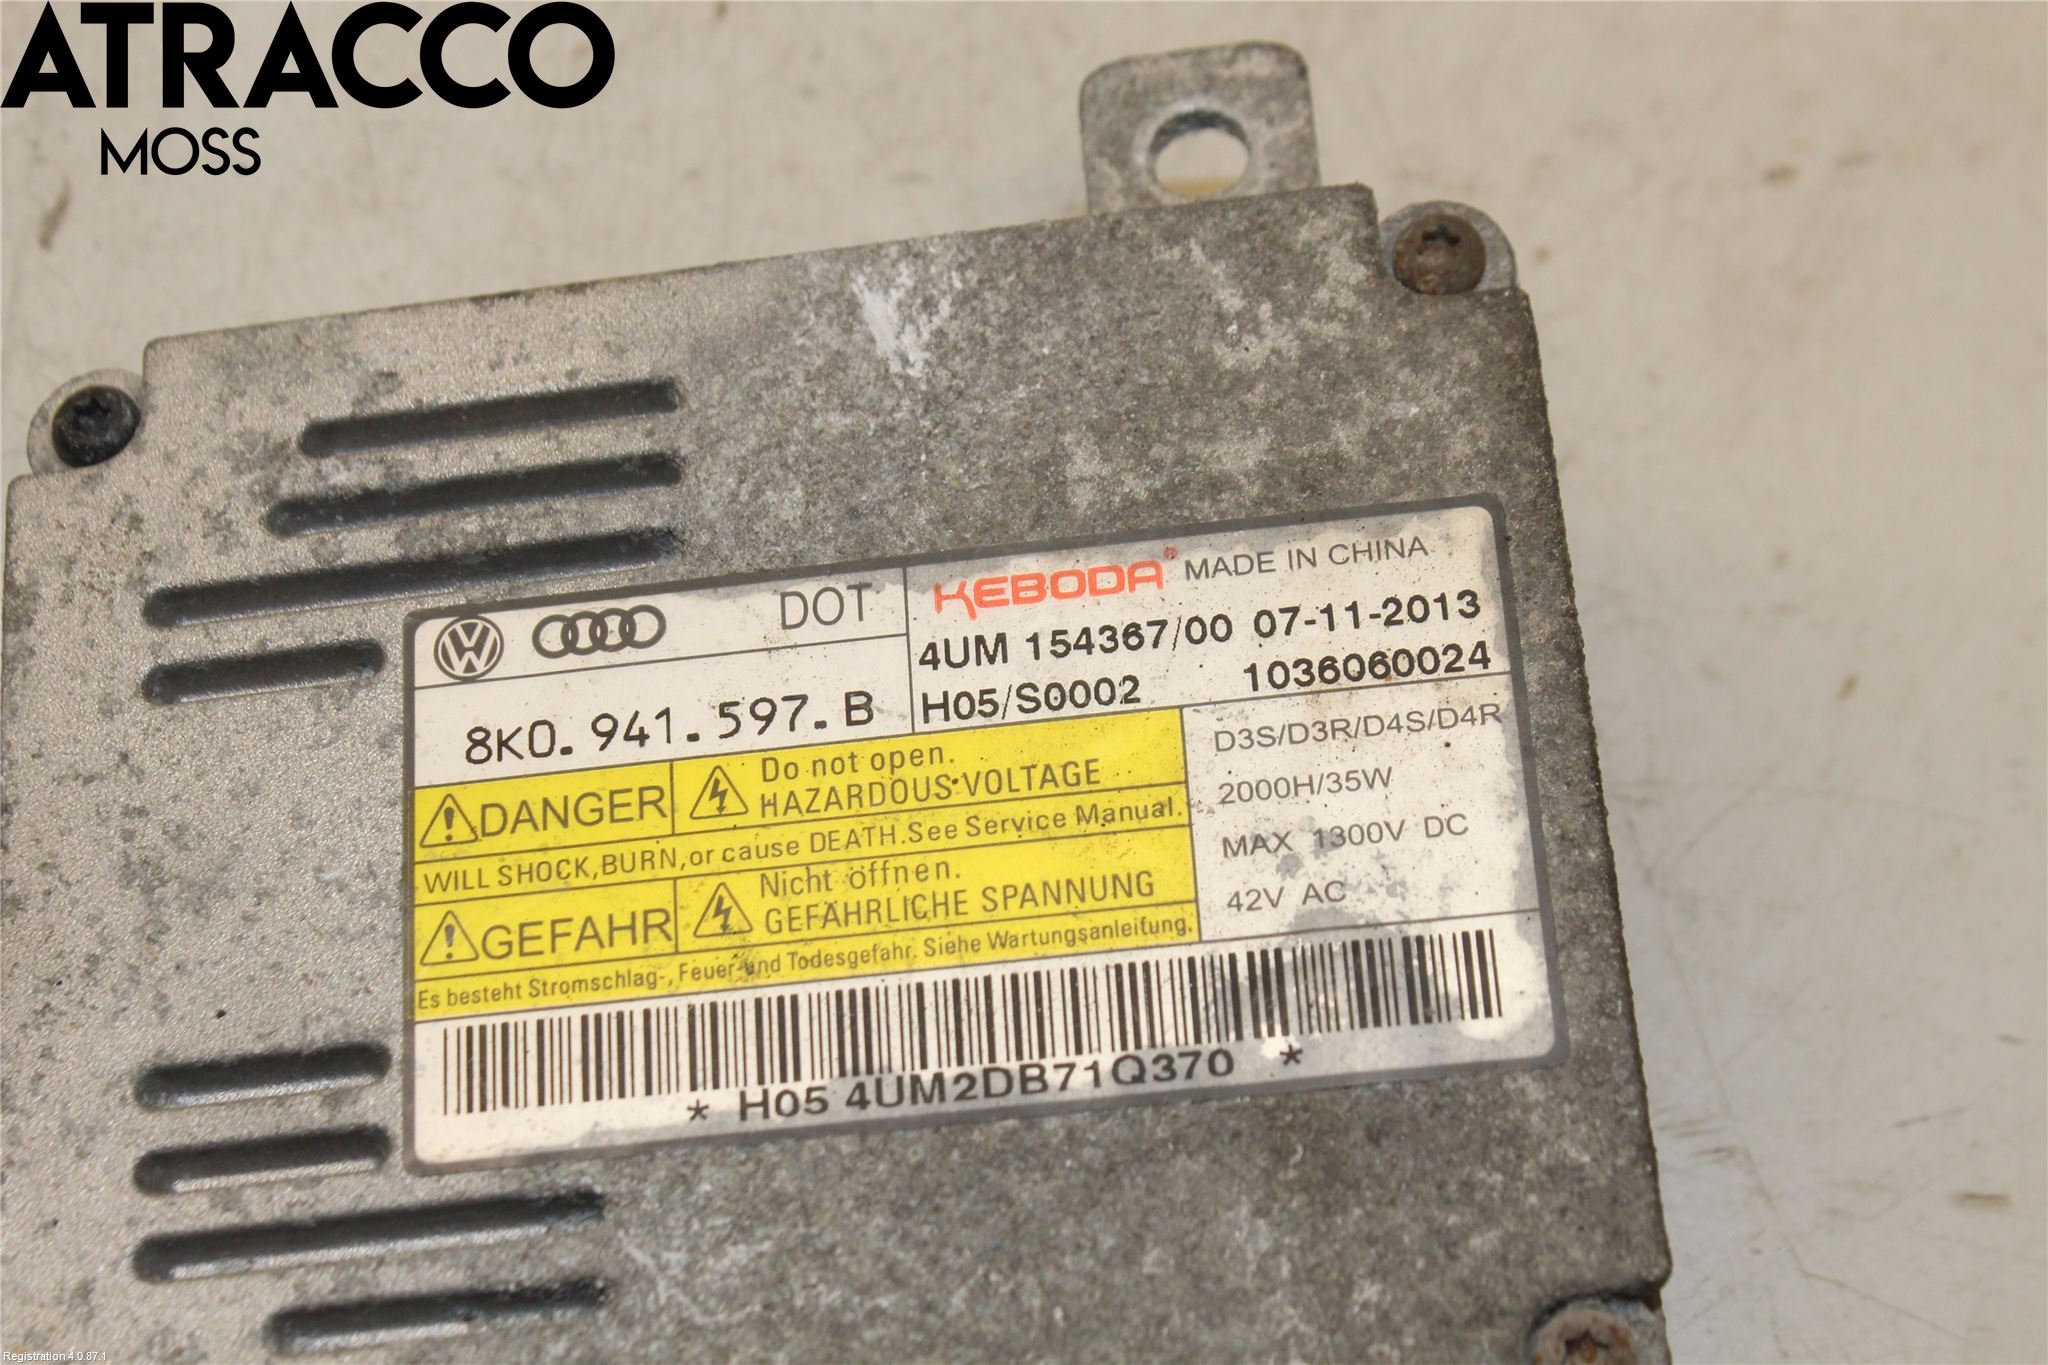 ATRACCO
MOSS
DOT
8K0.941.597.B
KEBODA MADE IN CHINA
4UM 154367/00 07-11-2013
H05/S0002 1036060024
DANGER
Do not open.
HAZARDOUS VOLTAGE
WILL SHOCK,BURN,or cause DEATH.See Service Manual.
GEFAHR
Nicht öffnen.
GEFÄHRLICHE SPANNUNG
Es besteht Stromschlag-, Feuer-und Todesgefahr. Siehe Wartungsanleitung.
D3S/D3R/D4S/D4R
2000H/35W
MAX 1300V DC
42V AC
* H05 4UM2DB71Q370 *
Registration 4.0.87.1